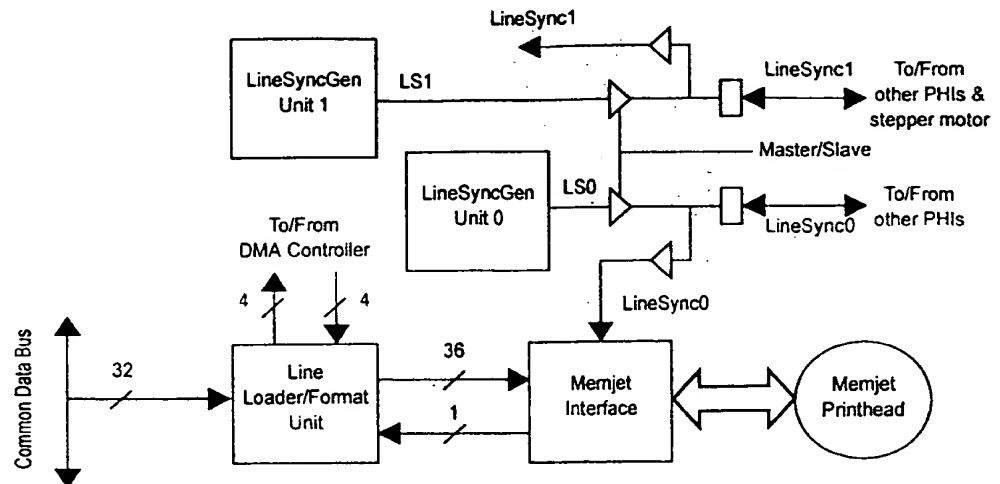 LineSync1
LineSyncGen
Unit 1
LS1
LineSync1
To/From
other PHIs &
stepper motor
Master/Slave
LineSyncGen
Unit 0
LS0
To/From
other PHIs
LineSync0
To/From
DMA Controller
4
4
LineSync0
Common Data Bus
32
Line
Loader/Format
Unit
36
1
Memjet
Interface
Memjet
Printhead